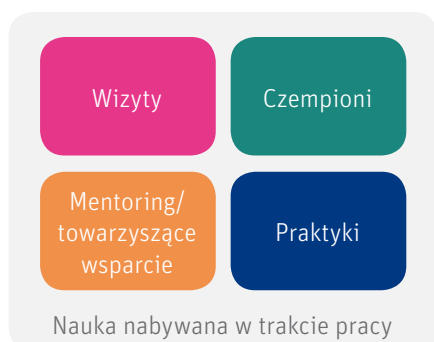 Wizyty
Czempioni
Mentoring/
towarzyszące
wsparcie
Praktyki
Nauka nabywana w trakcie pracy